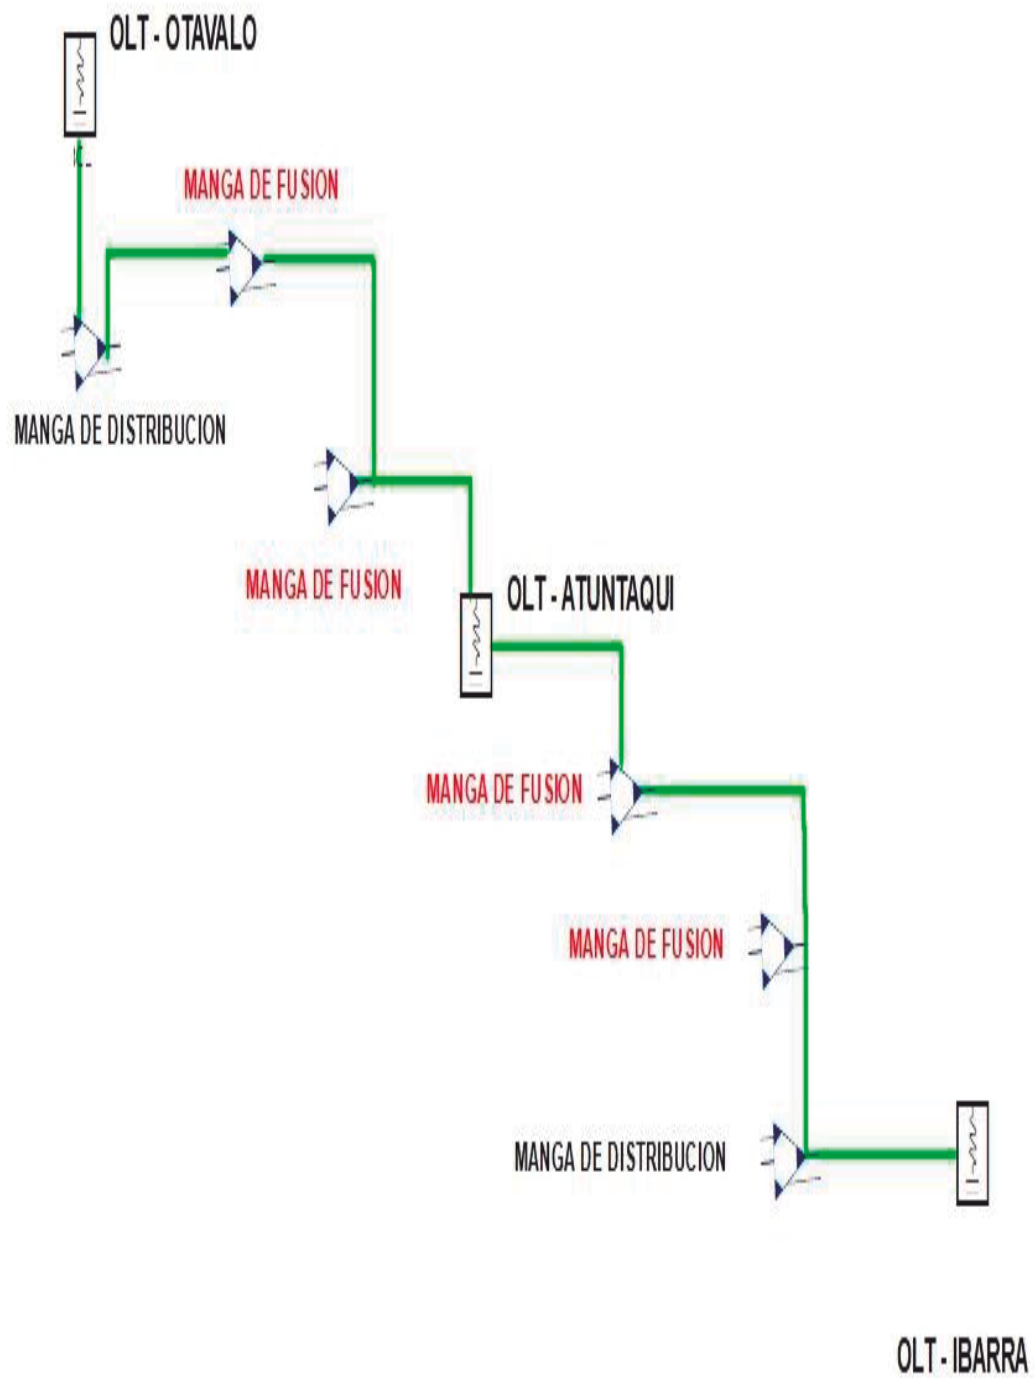 OLT - OTAVALO
MANGA DE FUSION
MANGA DE DISTRIBUCION
MANGA DE FUSION
OLT - ATUNTAQUI
MANGA DE FUSION
MANGA DE FUSION
MANGA DE DISTRIBUCION
OLT - IBARRA